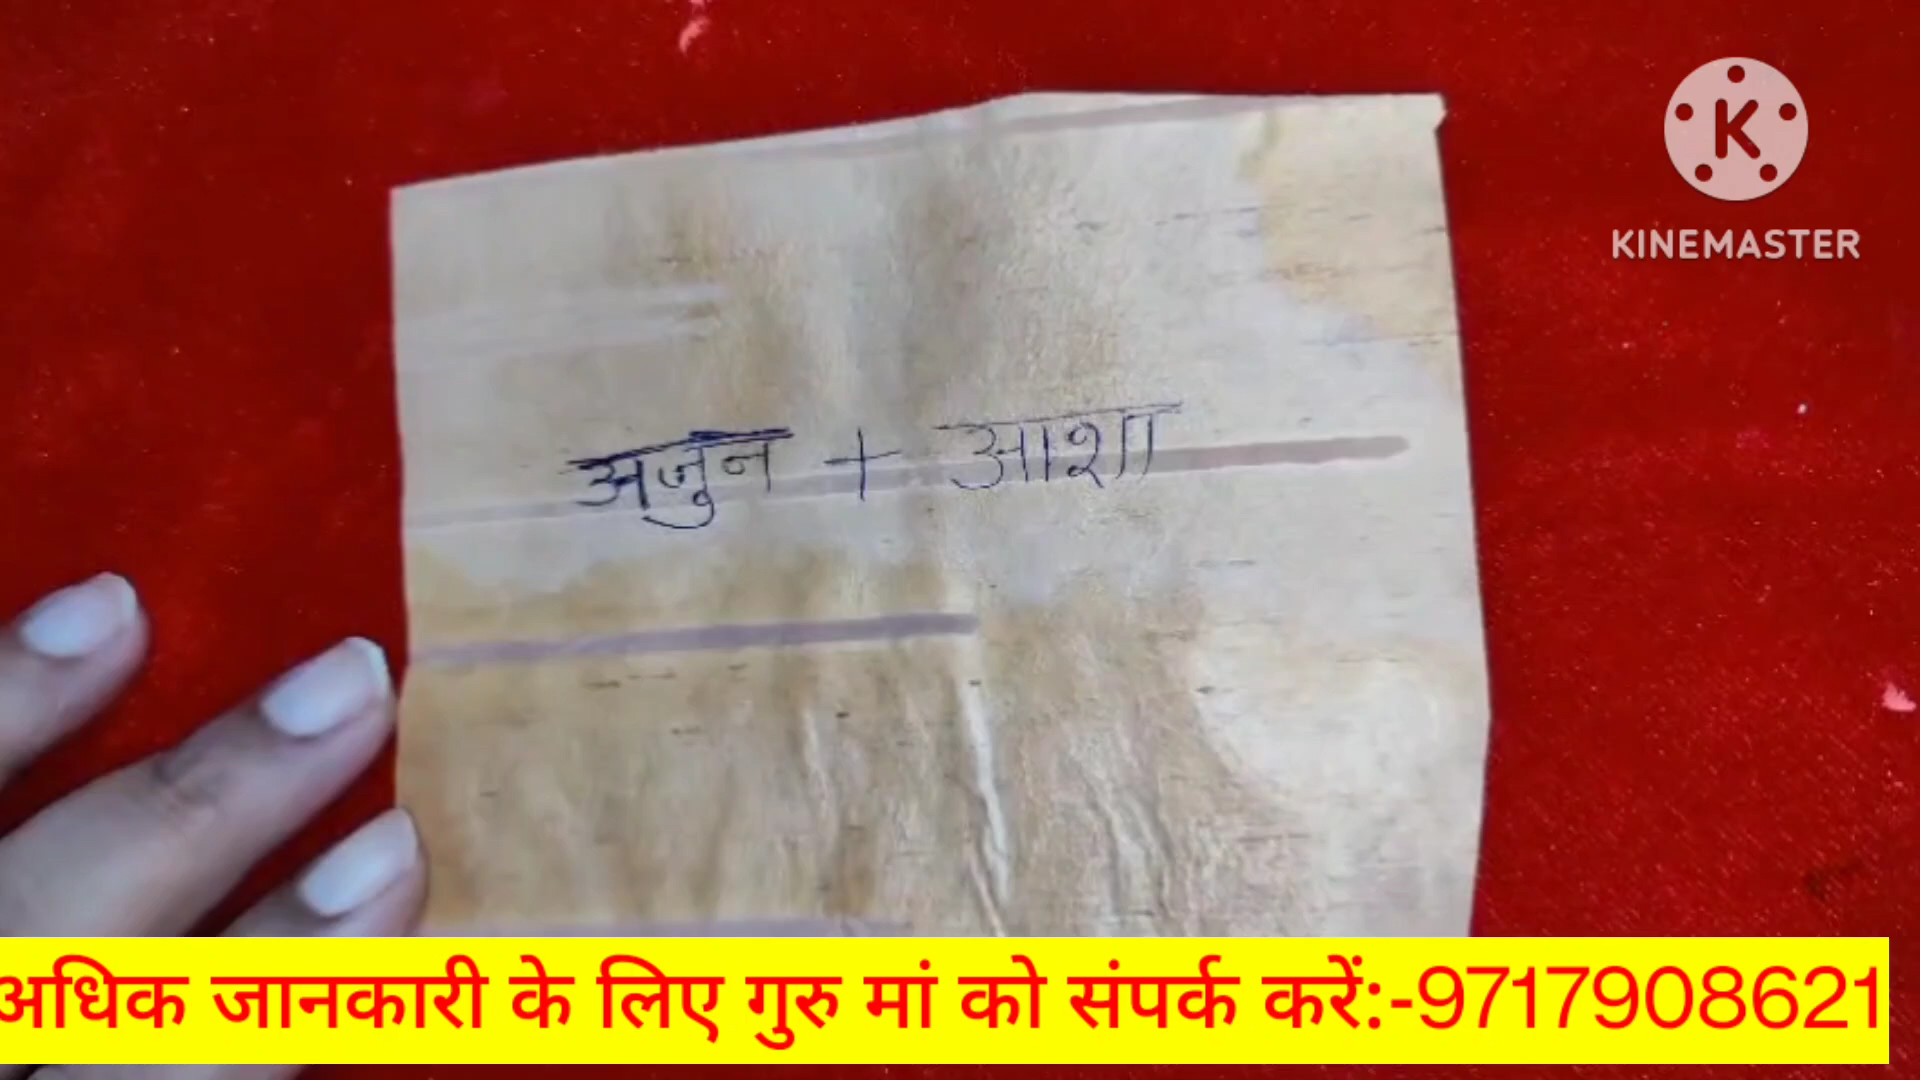 KINEMASTER
अर्जुन + आशा
अधिक जानकारी के लिए गुरु मां को संपर्क करें:-9717908621